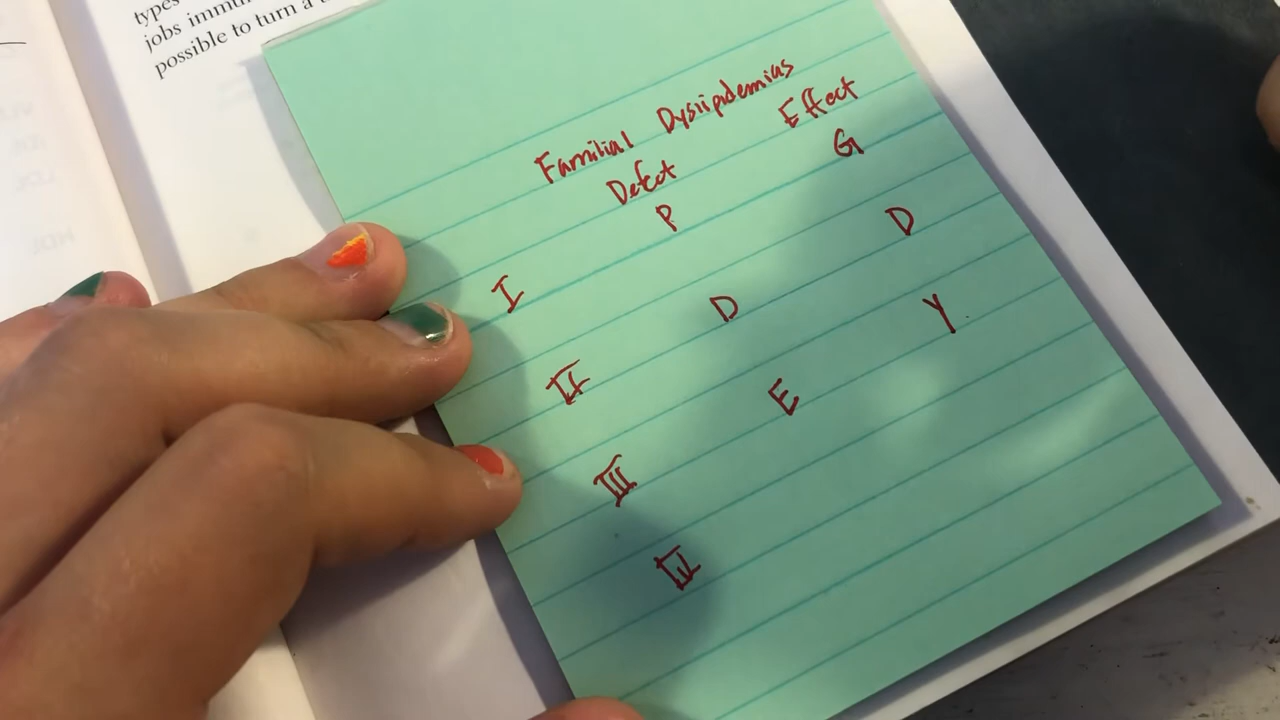 types
jobs immu
possible to turn a
Familial Dyslipidemias
Defect Effect
P G
I
D D
II
E Y
III
IV